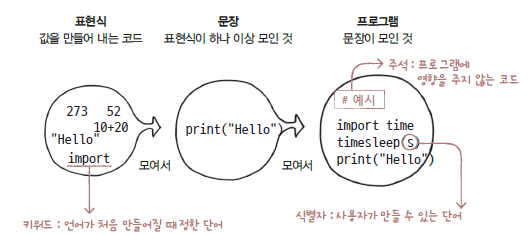 표현식
값을 만들어 내는 코드
문장
표현식이 하나 이상 모인 것
프로그램
문장이 모인 것
주석 : 프로그램에
영향을 주지 않는 코드
273 52
10+20
"Hello"
import
모여서
print("Hello")
모여서
# 예시
import time
timesleep(s)
print("Hello")
키워드 : 언어가 처음 만들어질 때 정한 단어
식별자 : 사용자가 만들 수 있는 단어